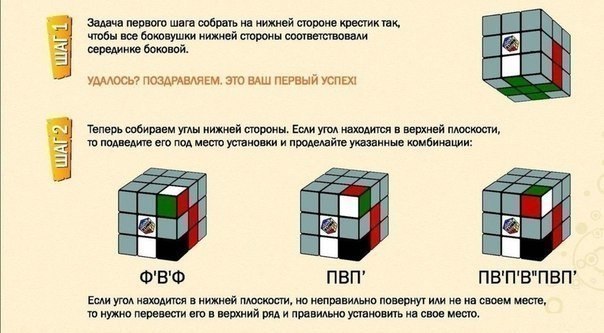 ШАГ 1
Задача первого шага собрать на нижней стороне крестик так,
чтобы все боковушки нижней стороны соответствовали
серединке боковой.
УДАЛОСЬ? ПОЗДРАВЛЯЕМ. ЭТО ВАШ ПЕРВЫЙ УСПЕХ!
ШАГ 2
Теперь собираем углы нижней стороны. Если угол находится в верхней плоскости,
то подведите его под место установки и проделайте указанные комбинации:
Ф'В'Ф
ПВП'
ПВ'П'В"ПВП'
Если угол находится в нижней плоскости, но неправильно повернут или не на своем месте,
то нужно перевести его в верхний ряд и правильно установить на свое место.